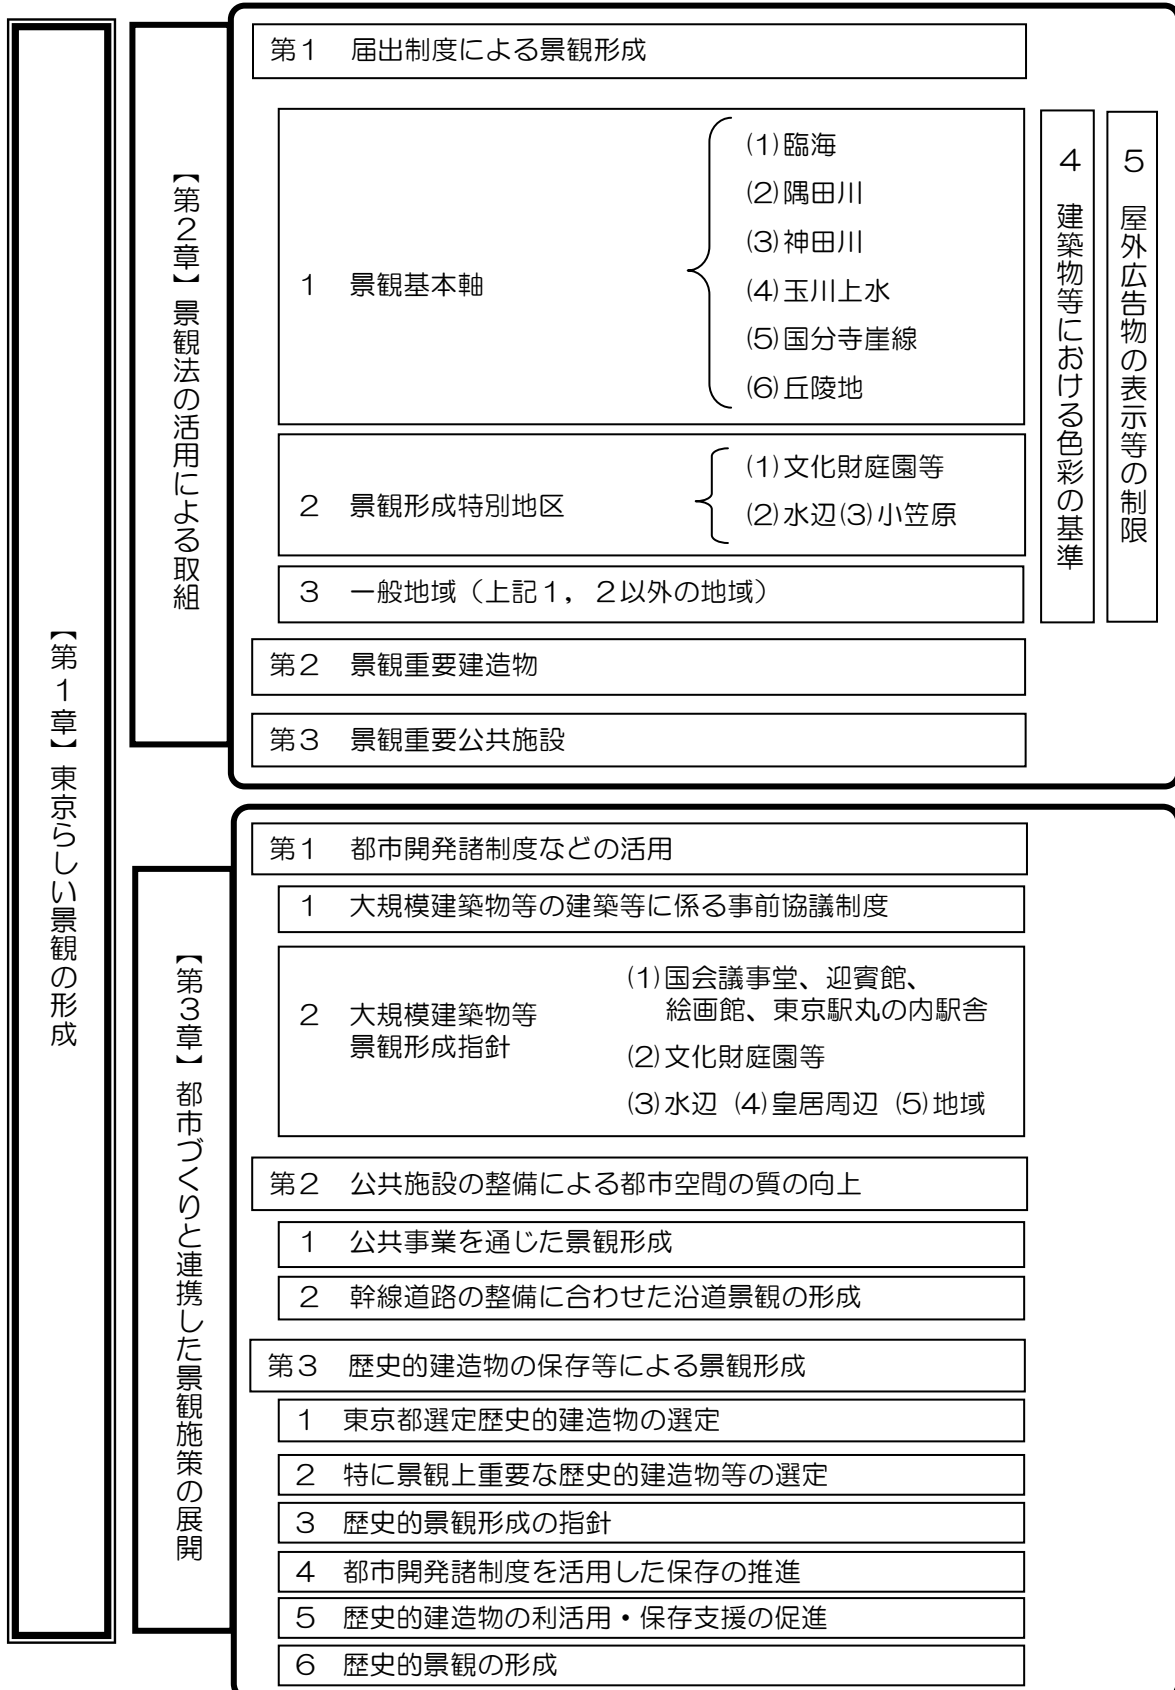 【第1章】東京らしい景観の形成
【第2章】景観法の活用による取組
第1 届出制度による景観形成
1 景観基本軸
(1)臨海
(2)隅田川
(3)神田川
(4)玉川上水
(5)国分寺崖線
(6)丘陵地
2 景観形成特別地区
(1)文化財庭園等
(2)水辺(3)小笠原
3 一般地域（上記1，2以外の地域）
4 建築物等における色彩の基準
5 屋外広告物の表示等の制限
第2 景観重要建造物
第3 景観重要公共施設
【第3章】都市づくりと連携した景観施策の展開
第1 都市開発諸制度などの活用
1 大規模建築物等の建築等に係る事前協議制度
2 大規模建築物等
景観形成指針
(1)国会議事堂、迎賓館、
絵画館、東京駅丸の内駅舎
(2)文化財庭園等
(3)水辺 (4)皇居周辺 (5)地域
第2 公共施設の整備による都市空間の質の向上
1 公共事業を通じた景観形成
2 幹線道路の整備に合わせた沿道景観の形成
第3 歴史的建造物の保存等による景観形成
1 東京都選定歴史的建造物の選定
2 特に景観上重要な歴史的建造物等の選定
3 歴史的景観形成の指針
4 都市開発諸制度を活用した保存の推進
5 歴史的建造物の利活用・保存支援の促進
6 歴史的景観の形成